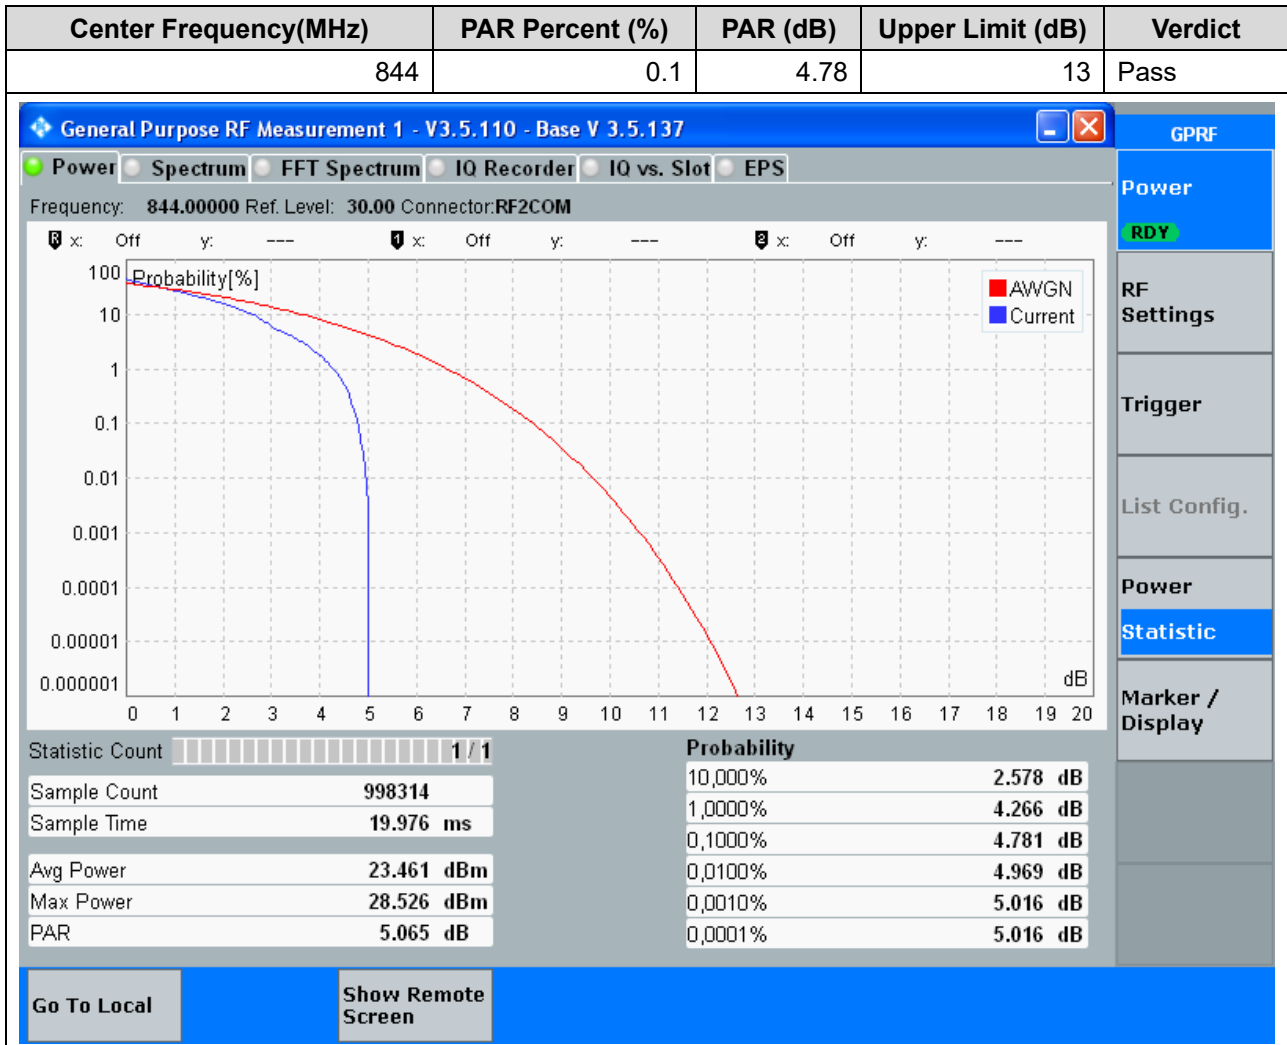 Center Frequency(MHz) PAR Percent (%) PAR (dB) Upper Limit (dB) Verdict
844 0.1 4.78 13 Pass
General Purpose RF Measurement 1 - V3.5.110 - Base V 3.5.137
GPRF
Power Spectrum FFT Spectrum IQ Recorder IQ vs. Slot EPS
Power
RDY
Frequency: 844.00000 Ref. Level: 30.00 Connector:RF2COM
R x: Off y: --- 1 x: Off y: --- 2 x: Off y: ---
Probability[%]
AWGN
Current
100
10
1
0.1
0.01
0.001
0.0001
0.00001
0.000001
dB
0 1 2 3 4 5 6 7 8 9 10 11 12 13 14 15 16 17 18 19 20
RF
Settings
Trigger
List Config.
Power
Statistic
Marker /
Display
Statistic Count 1 / 1
Sample Count 998314
Sample Time 19.976 ms
Avg Power 23.461 dBm
Max Power 28.526 dBm
PAR 5.065 dB
Probability
10,000% 2.578 dB
1,0000% 4.266 dB
0,1000% 4.781 dB
0,0100% 4.969 dB
0,0010% 5.016 dB
0,0001% 5.016 dB
Go To Local
Show Remote
Screen